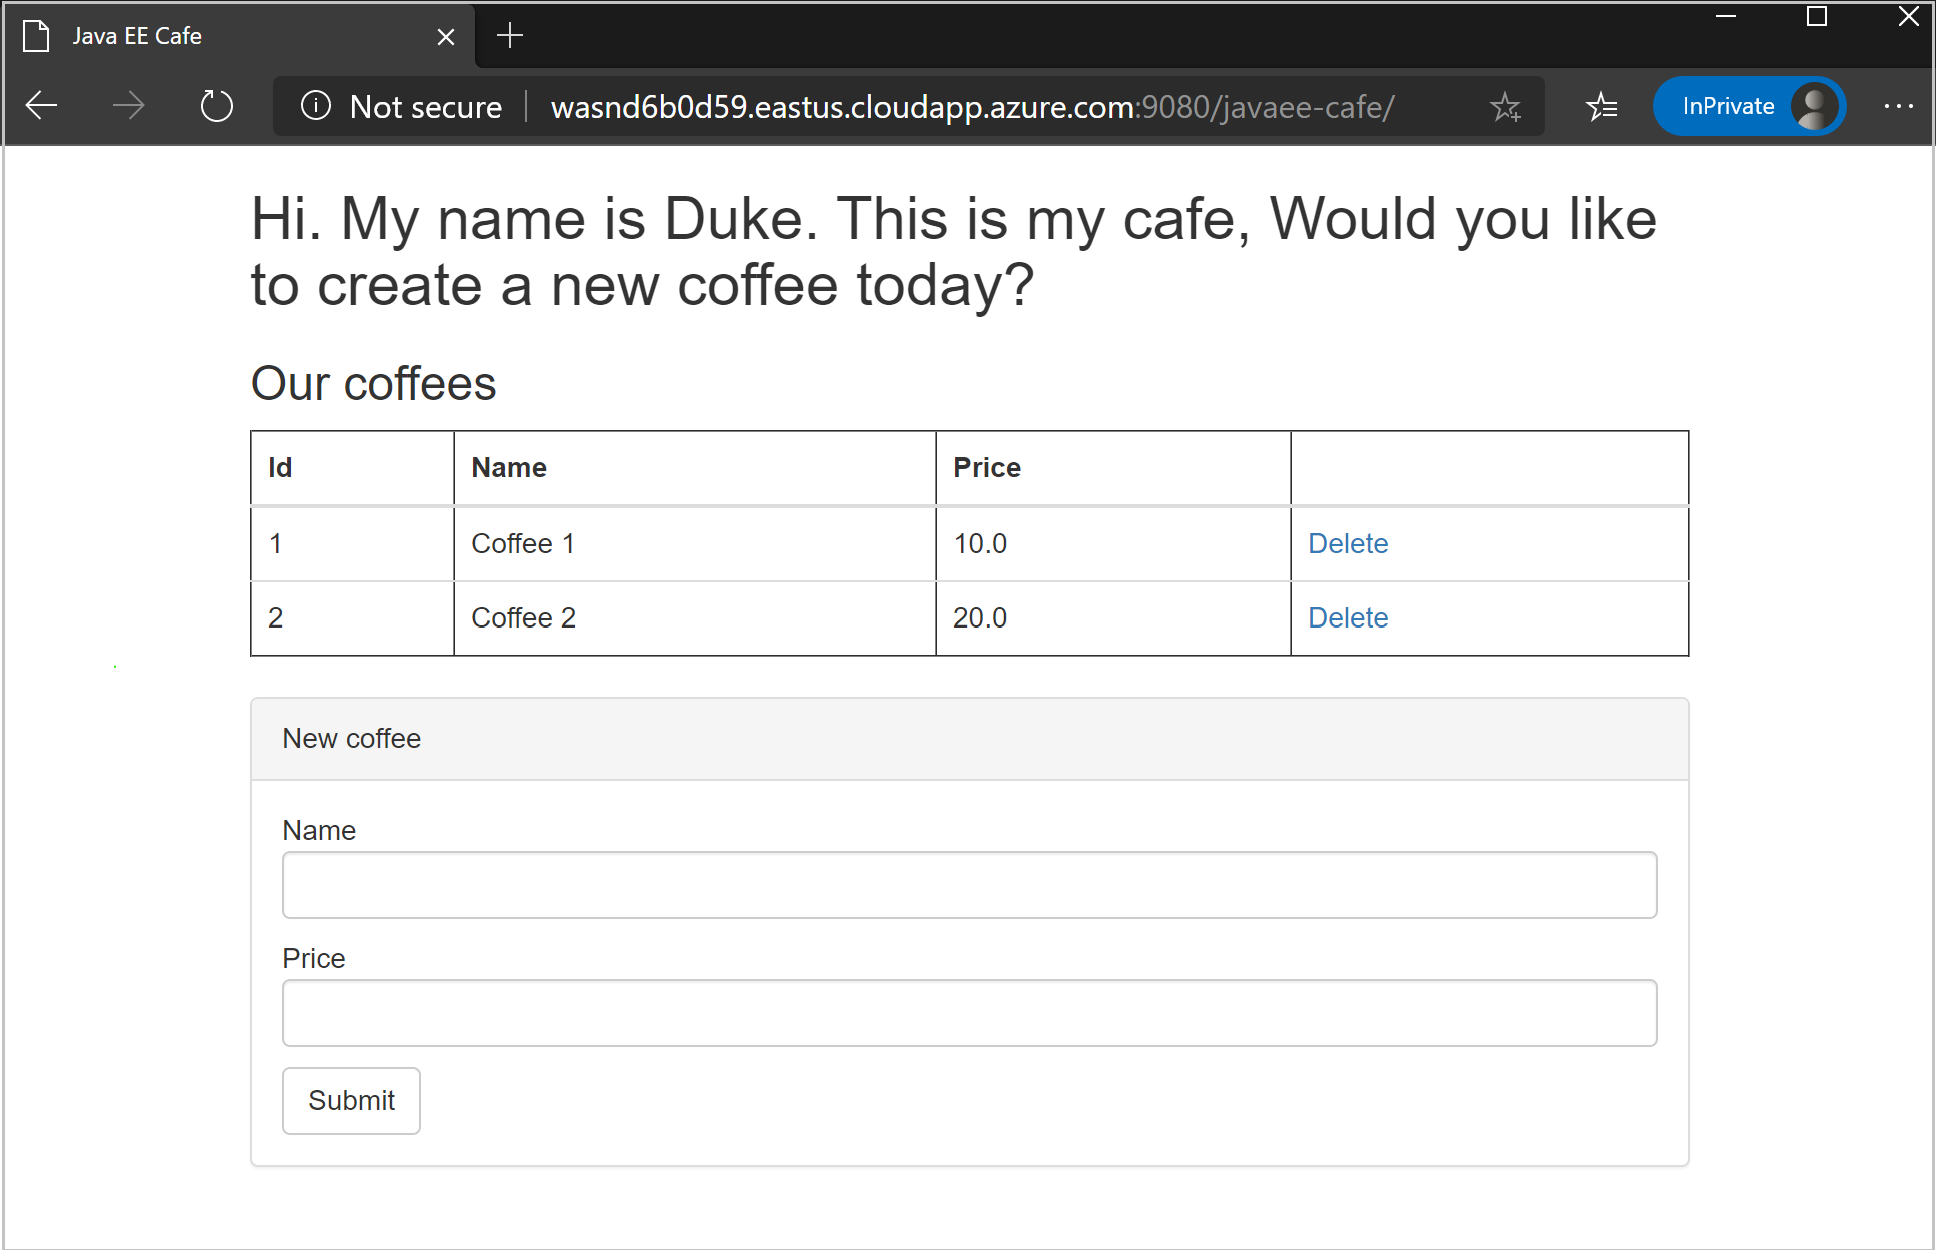 Java EE Cafe
Not secure
wasnd6b0d59.eastus.cloudapp.azure.com:9080/javaee-cafe/
InPrivate
Hi. My name is Duke. This is my cafe, Would you like
to create a new coffee today?
Our coffees
Id Name Price
1 Coffee 1 10.0 Delete
2 Coffee 2 20.0 Delete
New coffee
Name
Price
Submit